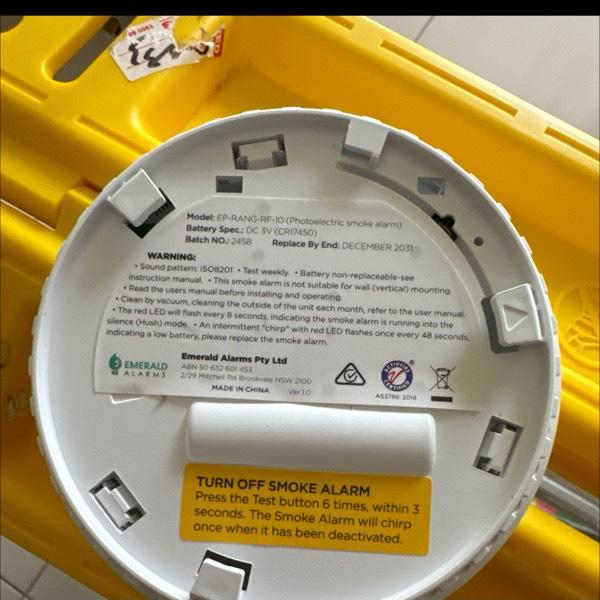 Model: EP-RANG-RF-10 (Photoelectric smoke alarm)
Battery Spec.: DC 3V (CR17450)
Batch NO.: 2458 Replace By End: DECEMBER 2031
WARNING:
• Sound pattern: ISO8201 • Test weekly. • Battery non-replaceable-see
instruction manual. • This smoke alarm is not suitable for wall (vertical) mounting.
• Read the users manual before installing and operating.
• Clean by vacuum, cleaning the outside of the unit each month, refer to the user manual.
• The red LED will flash every 8 seconds, indicating the smoke alarm is running into the
silence (Hush) mode. • An intermittent "chirp" with red LED flashes once every 48 seconds,
indicating a low battery, please replace the smoke alarm.
EMERALD
ALARMS
Emerald Alarms Pty Ltd
ABN 50 632 601 453
2/29 Mitchell Rd Brookvale NSW 2100
MADE IN CHINA Ver 1.0
ACTIVFIRE
CERTIFIED
AS3786: 2014
TURN OFF SMOKE ALARM
Press the Test button 6 times, within 3
seconds. The Smoke Alarm will chirp
once when it has been deactivated.